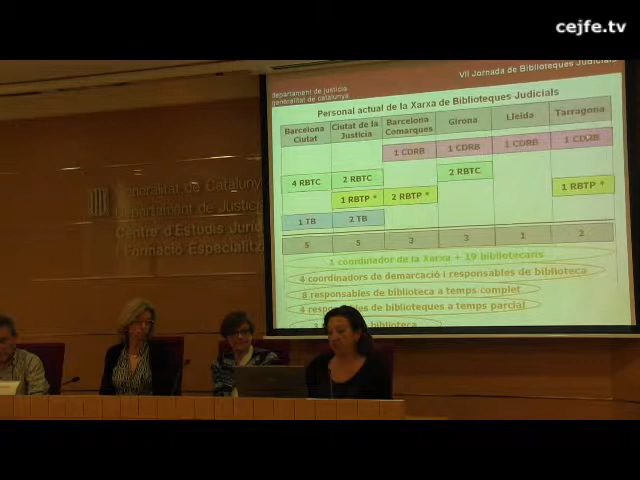 cejfe.tv
departament de justícia
generalitat de catalunya
VII Jornada de Biblioteques Judicials
Personal actual de la Xarxa de Biblioteques Judicials
Barcelona Ciutat
Ciutat de la Justícia
Barcelona Comarques
Girona
Lleida
Tarragona
1 CDRB
1 CDRB
1 CDRB
1 CDRB
4 RBTC
2 RBTC
2 RBTC
1 RBTP *
2 RBTP *
1 RBTP *
1 TB
2 TB
5
5
3
3
1
2
1 coordinador de la Xarxa + 19 bibliotecaris
4 coordinadors de demarcació i responsables de biblioteca
8 responsables de biblioteca a temps complet
4 responsables de biblioteques a temps parcial
biblioteca
Generalitat de Catalunya
Departament de Justícia
Centre d'Estudis Jurí
Formació Especialitz